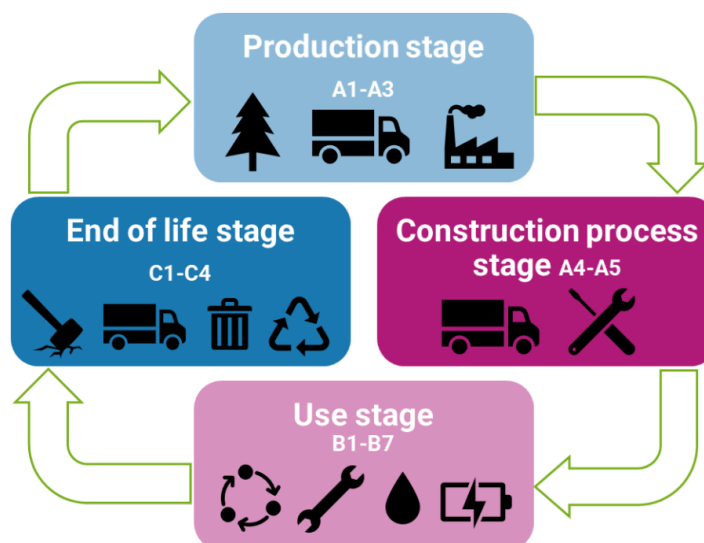 Production stage
A1-A3
End of life stage
C1-C4
Construction process
stage A4-A5
Use stage
B1-B7